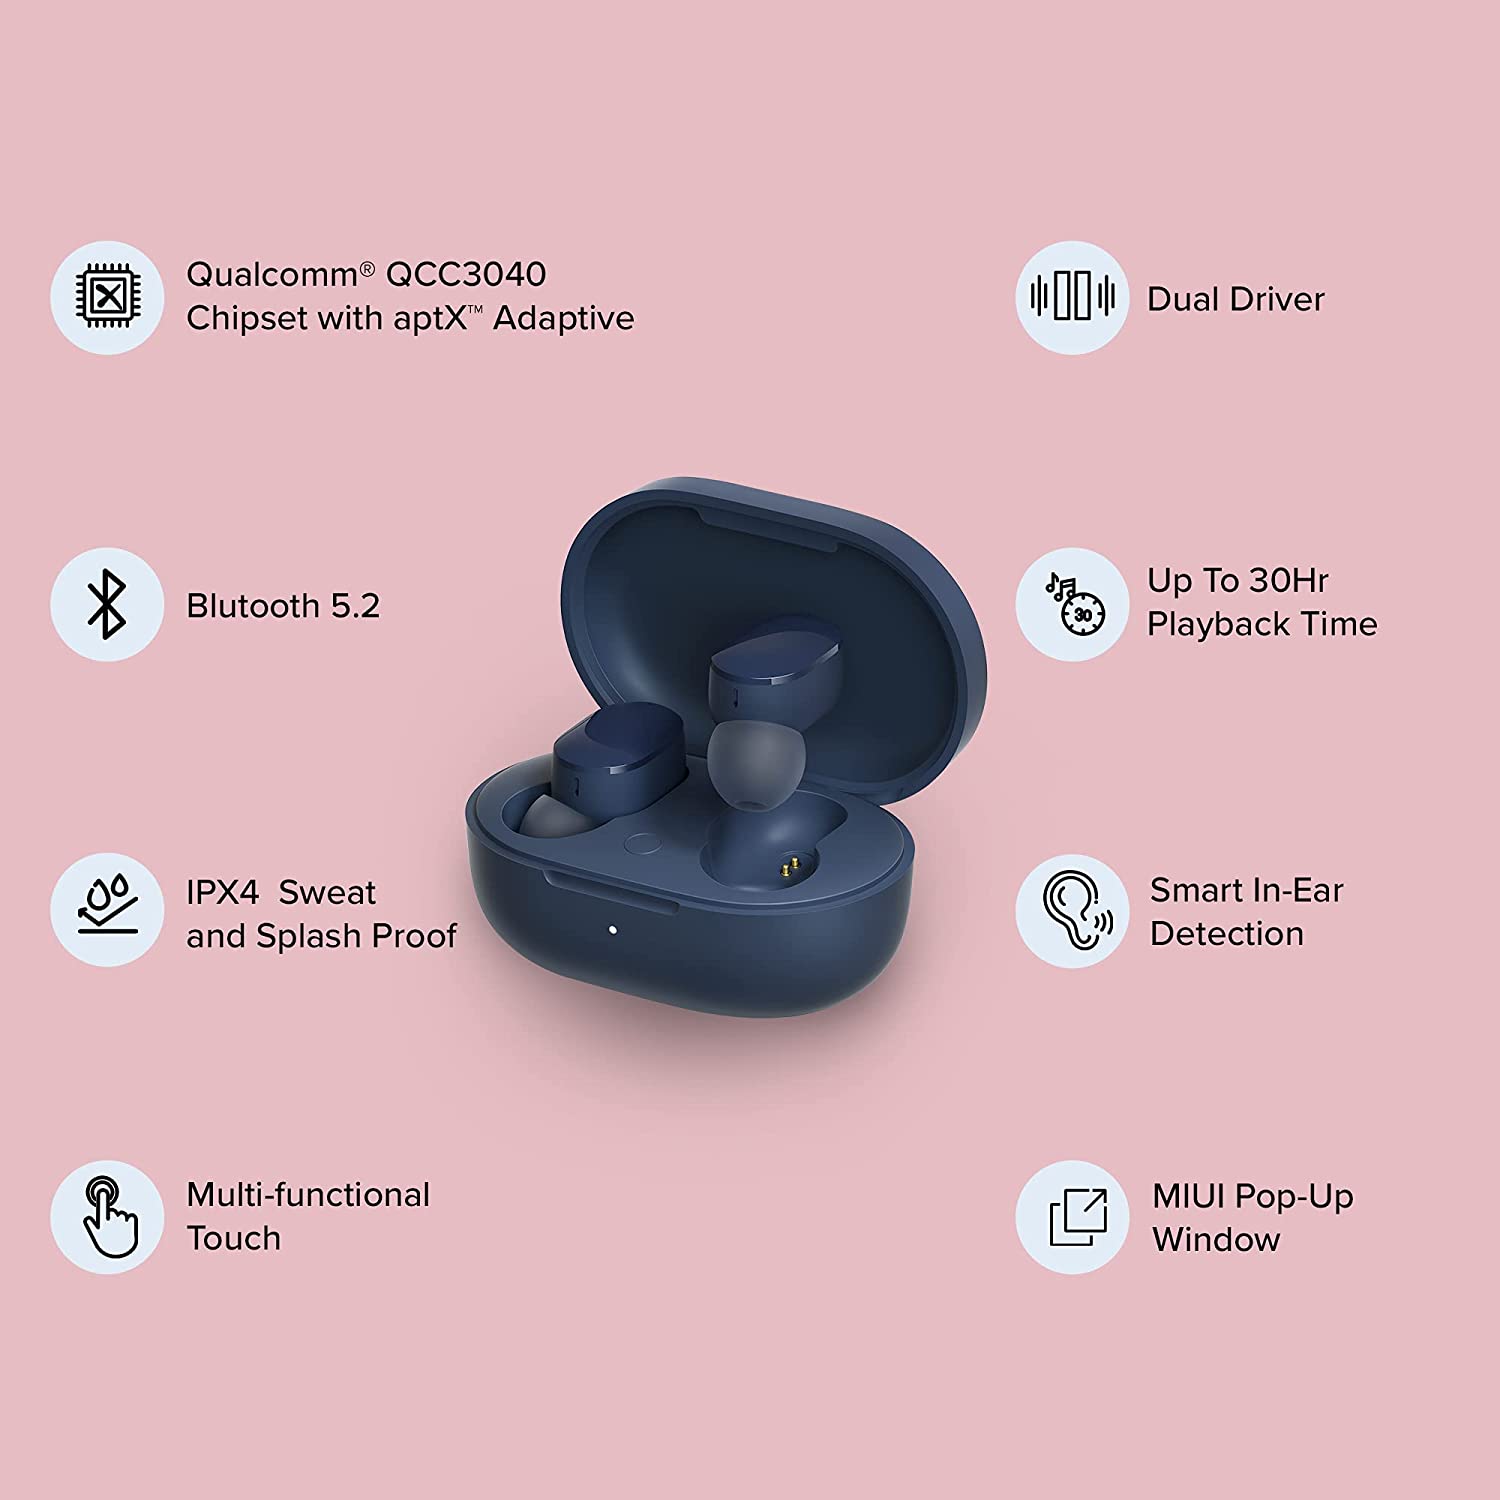 Qualcomm® QCC3040
Chipset with aptX™ Adaptive
Dual Driver
Blutooth 5.2
Up To 30Hr
Playback Time
30
IPX4 Sweat
and Splash Proof
Smart In-Ear
Detection
Multi-functional
Touch
MIUI Pop-Up
Window